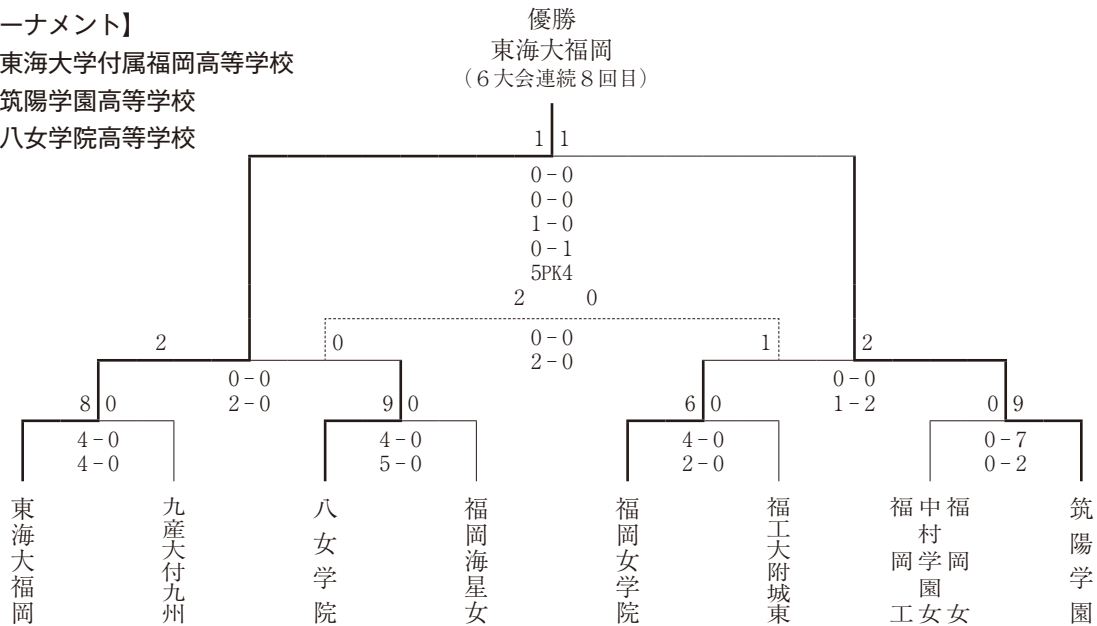 ーナメント】
東海大学付属福岡高等学校
筑陽学園高等学校
八女学院高等学校
優勝
東海大福岡
（６大会連続８回目）
1 1
0-0
0-0
1-0
0-1
5PK4
2 0
0-0
2-0
2 0
0-0
2-0
1 2
0-0
1-2
8 0
4-0
4-0
9 0
4-0
5-0
6 0
4-0
2-0
0 9
0-7
0-2
東海大福岡
九産大付九州
八女学院
福岡海星女
福岡女学院
福工大附城東
福岡工
中村学園女
福岡女
筑陽学園